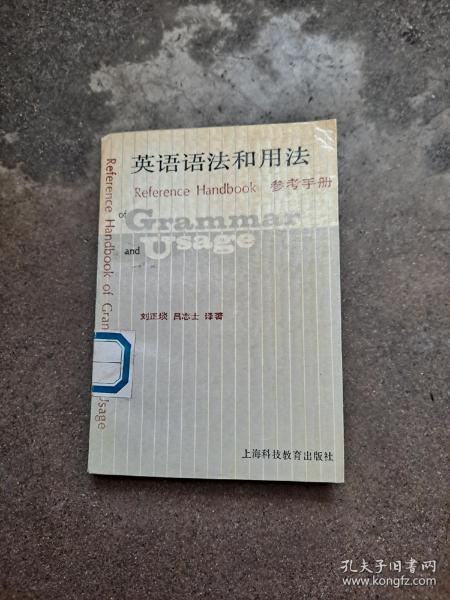 英语语法和用法
Reference Handbook 参考手册
of Grammar
and Usage
刘正琰 吕志士 译著
上海科技教育出版社
Reference Handbook of Gran
Usage
孔夫子旧书网
www.kongfz.com